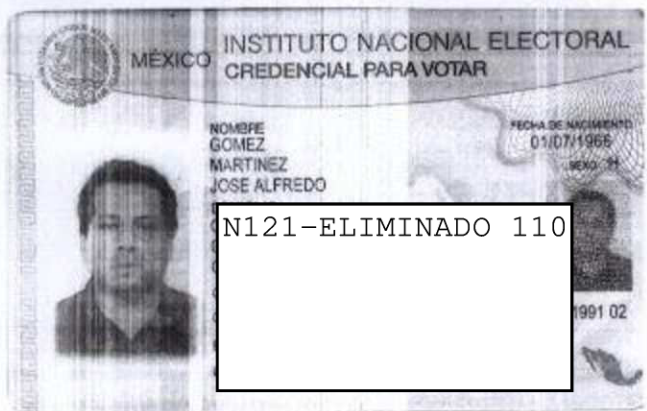 MÉXICO
INSTITUTO NACIONAL ELECTORAL
CREDENCIAL PARA VOTAR
NOMBRE
GOMEZ
MARTINEZ
JOSE ALFREDO
FECHA DE NACIMIENTO
01/07/1966
SEXO H
N121-ELIMINADO 110
1991 02